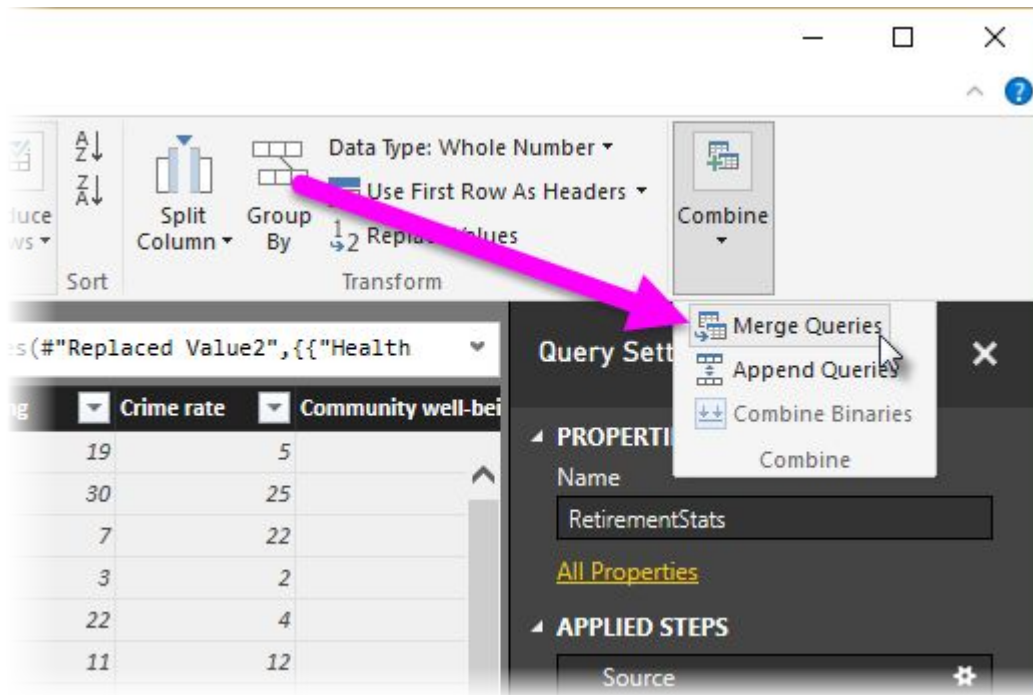 A
Z
Z
A
Split
Column
Group
By
Data Type: Whole Number
Use First Row As Headers
1
2 Replace Values
Combine
Sort
Transform
Merge Queries
Append Queries
Combine Binaries
Combine
s(#"Replaced Value2",{{"Health
Query Sett
Crime rate
Community well-bei
19 5
30 25
7 22
3 2
22 4
11 12
PROPERTI
Name
RetirementStats
All Properties
APPLIED STEPS
Source